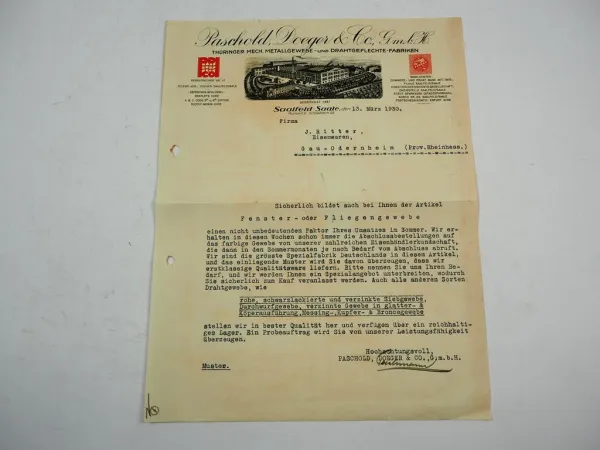 Paschold, Doeger & Co., G.m.b.H.
THÜRINGER MECH. METALLGEWEBE- UND DRAHTGEFLECHTE-FABRIKEN
GEGRÜNDET 1887
Saalfeld-Saale, den 13. März 1930.
Firma
J. Ritter,
Eisenwaren,
Gau-Odernheim (Prov.Rheinhess.)
Sicherlich bildet auch bei Ihnen der Artikel
Fenster- oder Fliegengewebe
einen nicht unbedeutenden Faktor Ihres Umsatzes im Sommer. Wir er-
halten in diesen Wochen schon immer die Abschlussbestellungen auf
das farbige Gewebe von unserer zahlreichen Eisenhändlerkundschaft,
die dann in den Sommermonaten je nach Bedarf vom Abschluss abruft.
Wir sind die grösste Spezialfabrik Deutschlands in diesem Artikel,
und das einliegende Muster wird Sie davon überzeugen, dass wir
erstklassige Qualitätsware liefern. Bitte nennen Sie uns Ihren Be-
darf, und wir werden Ihnen ein Spezialangebot unterbreiten, wodurch
Sie sicherlich zum Kauf veranlasst werden. Auch alle anderen Sorten
Drahtgewebe, wie
rohe, schwarzlackierte und verzinkte Siebgewebe,
Durchwurfgewebe, verzinnte Gewebe in glatter- &
Köperausführung, Messing-, Kupfer- & Broncegewebe
stellen wir in bester Qualität her und verfügen über ein reichhalti-
ges Lager. Ein Probeauftrag wird Sie von unserer Leistungsfähigkeit
überzeugen.
Hochachtungsvoll,
PASCHOLD, DOEGER & CO., G.m.b.H.
Muster.